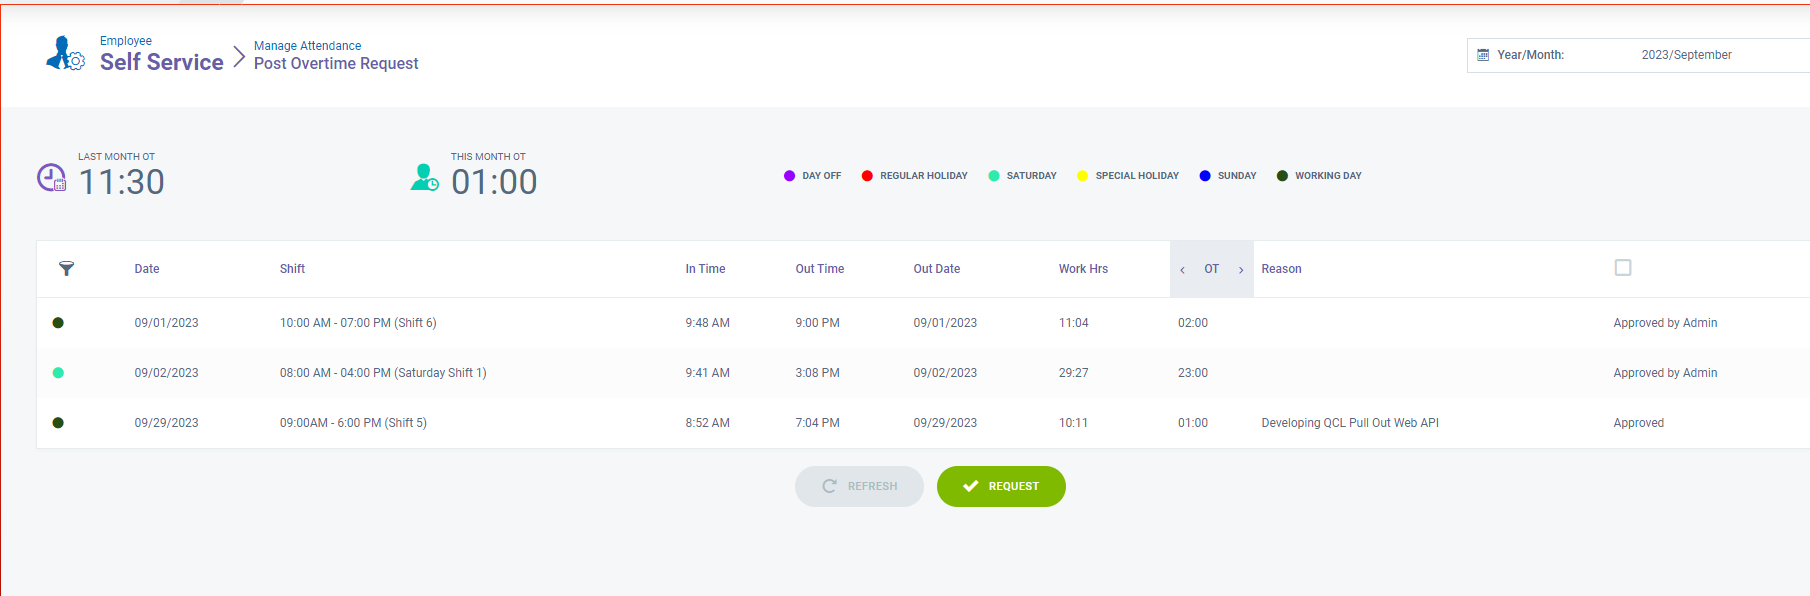 Employee
Self Service
Manage Attendance
Post Overtime Request
Year/Month: 2023/September
LAST MONTH OT
11:30
THIS MONTH OT
01:00
DAY OFF REGULAR HOLIDAY SATURDAY SPECIAL HOLIDAY SUNDAY WORKING DAY
Date Shift In Time Out Time Out Date Work Hrs ‹ OT › Reason
09/01/2023 10:00 AM - 07:00 PM (Shift 6) 9:48 AM 9:00 PM 09/01/2023 11:04 02:00 Approved by Admin
09/02/2023 08:00 AM - 04:00 PM (Saturday Shift 1) 9:41 AM 3:08 PM 09/02/2023 29:27 23:00 Approved by Admin
09/29/2023 09:00AM - 6:00 PM (Shift 5) 8:52 AM 7:04 PM 09/29/2023 10:11 01:00 Developing QCL Pull Out Web API Approved
REFRESH REQUEST